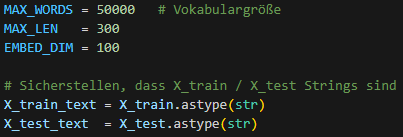 MAX_WORDS = 50000   # Vokabulargröße
MAX_LEN   = 300
EMBED_DIM = 100
# Sicherstellen, dass X_train / X_test Strings sind
X_train_text = X_train.astype(str)
X_test_text  = X_test.astype(str)